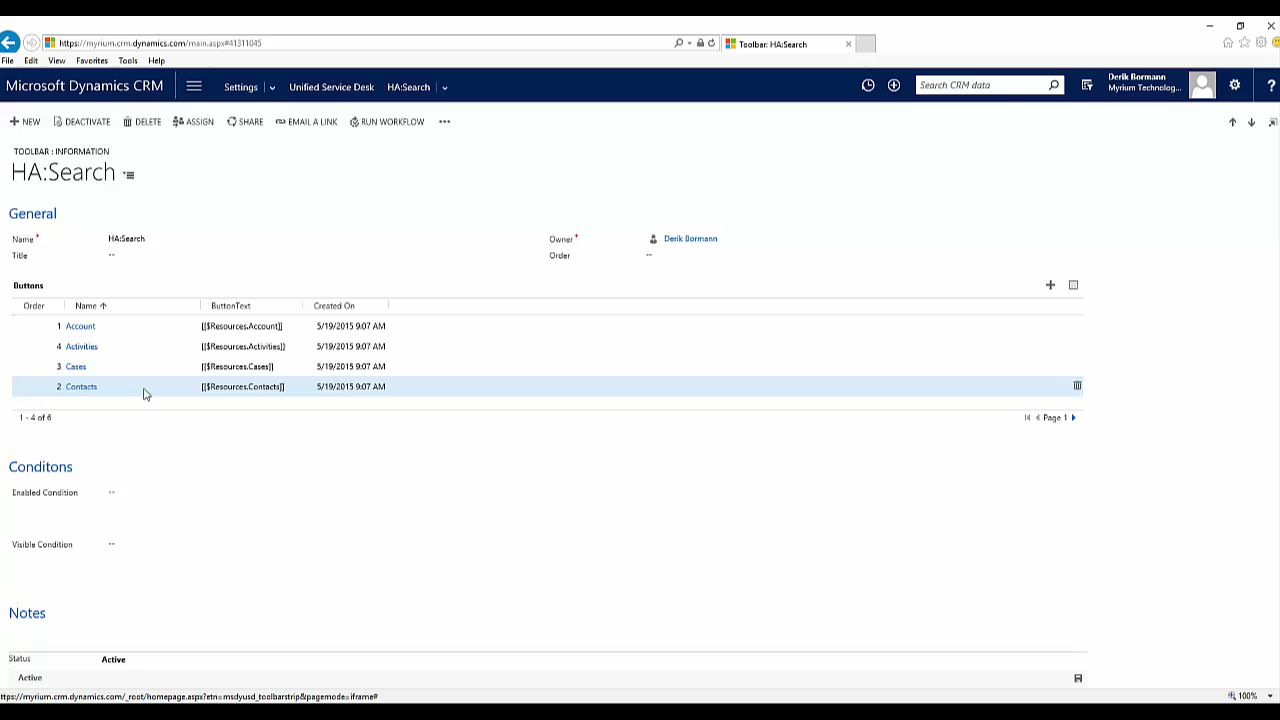 https://myrium.crm.dynamics.com/main.aspx#41311045
Toolbar: HA:Search
File Edit View Favorites Tools Help
Microsoft Dynamics CRM Settings Unified Service Desk HA:Search Search CRM data Derik Bormann
Myrium Technolog...
NEW DEACTIVATE DELETE ASSIGN SHARE EMAIL A LINK RUN WORKFLOW •••
TOOLBAR : INFORMATION
HA:Search
General
Name * HA:Search Owner * Derik Bormann
Title -- Order --
Buttons
Order Name ButtonText Created On
1 Account [[$Resources.Account]] 5/19/2015 9:07 AM
4 Activities [[$Resources.Activities]] 5/19/2015 9:07 AM
3 Cases [[$Resources.Cases]] 5/19/2015 9:07 AM
2 Contacts [[$Resources.Contacts]] 5/19/2015 9:07 AM
1 - 4 of 6 Page 1
Conditons
Enabled Condition --
Visible Condition --
Notes
Status Active
Active
ttps://myrium.crm.dynamics.com/_root/homepage.aspx?etn=msdyusd_toolbarstrip&pagemode=iframe# 100%